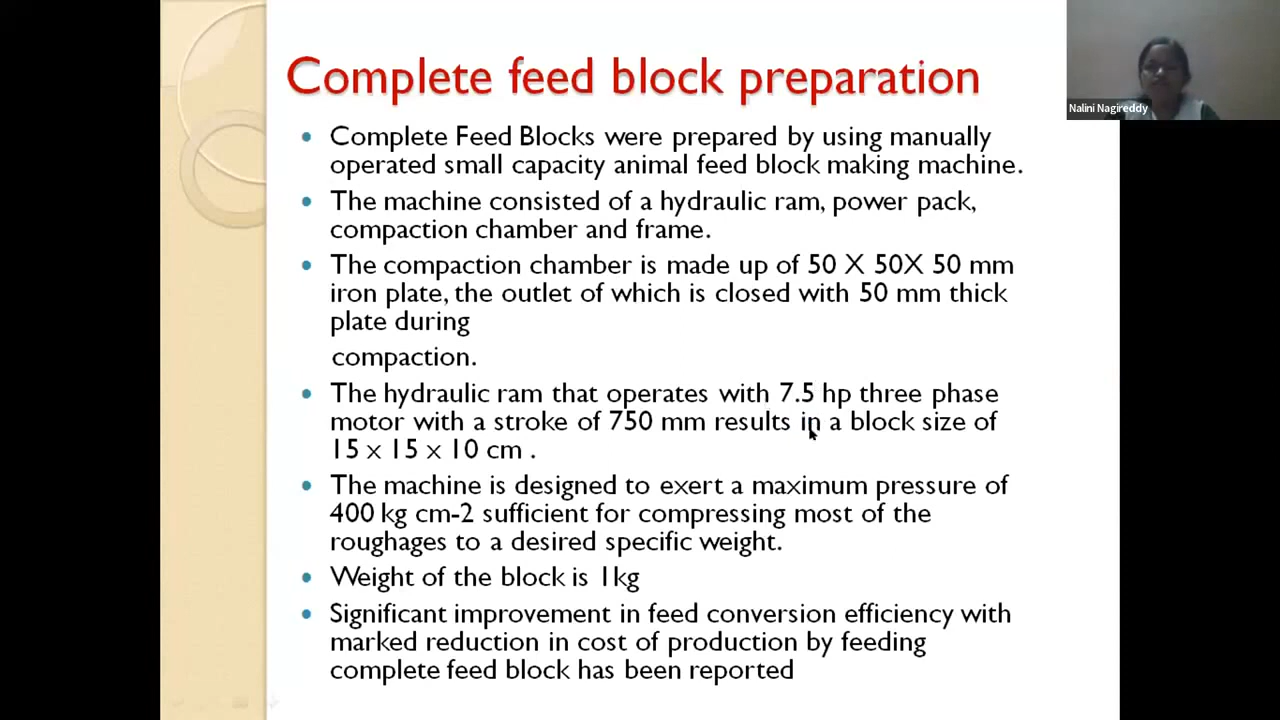 Complete feed block preparation
Nalini Nagireddy
• Complete Feed Blocks were prepared by using manually
operated small capacity animal feed block making machine.
• The machine consisted of a hydraulic ram, power pack,
compaction chamber and frame.
• The compaction chamber is made up of 50 X 50X 50 mm
iron plate, the outlet of which is closed with 50 mm thick
plate during
compaction.
• The hydraulic ram that operates with 7.5 hp three phase
motor with a stroke of 750 mm results in a block size of
15 x 15 x 10 cm .
• The machine is designed to exert a maximum pressure of
400 kg cm-2 sufficient for compressing most of the
roughages to a desired specific weight.
• Weight of the block is 1kg
• Significant improvement in feed conversion efficiency with
marked reduction in cost of production by feeding
complete feed block has been reported